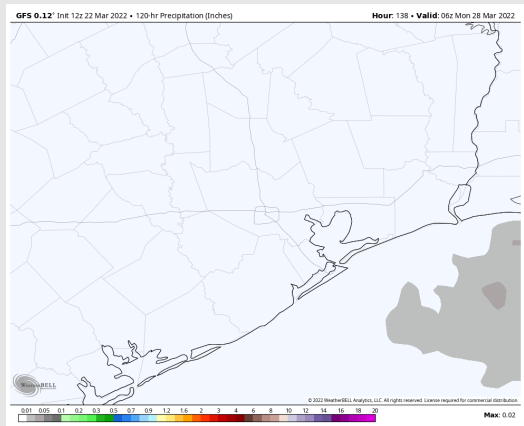 GFS 0.12° Init 12z 22 Mar 2022 • 120-hr Precipitation (Inches)
Hour: 138 • Valid: 06z Mon 28 Mar 2022
WeatherBELL
© 2022 WeatherBELL Analytics, LLC. All rights reserved. License required for commercial distribution.
0.01 0.05 0.1 0.2 0.5 0.7 0.9 1.2 1.6 2 3 4 5 6 8 10 12 14 16 18 20
Max: 0.02